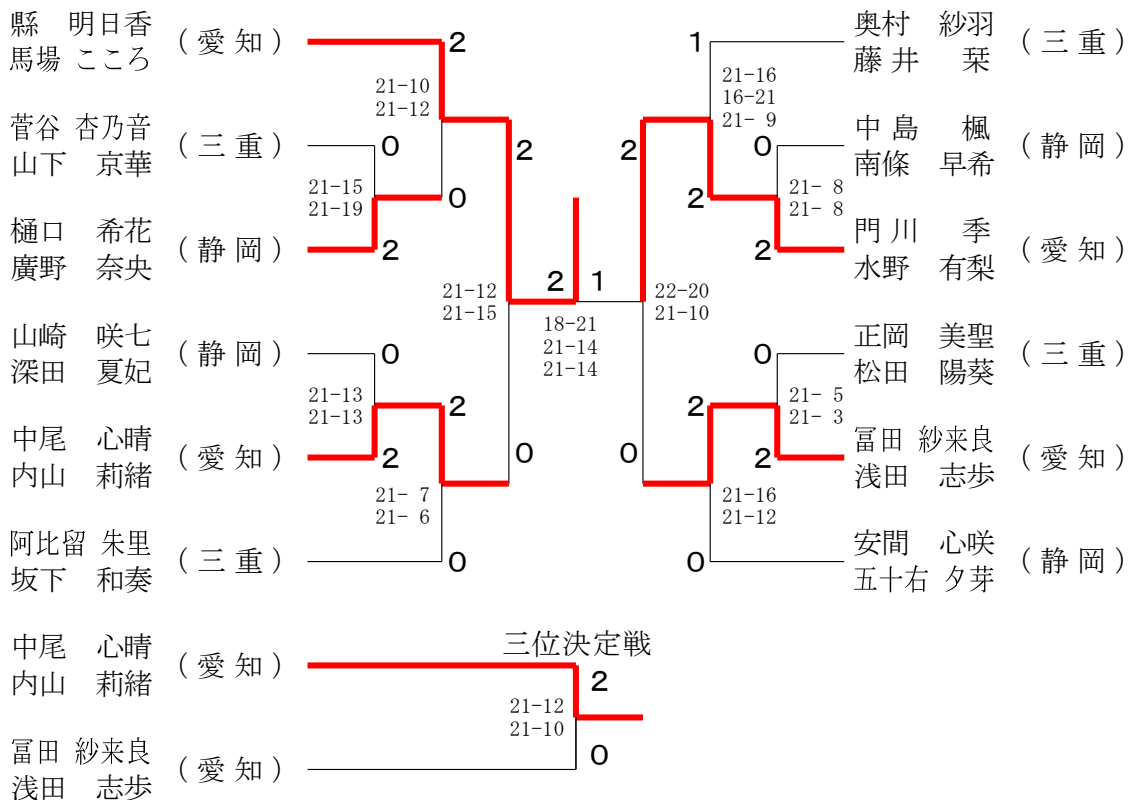 縣 明日香
馬場 こころ
(愛知)
2
21-10
21-12
菅谷 杏乃音
山下 京華
(三重)
0
21-15
21-19
0
樋口 希花
廣野 奈央
(静岡)
2
2
21-12
21-15
山崎 咲七
深田 夏妃
(静岡)
0
21-13
21-13
2
中尾 心晴
内山 莉緒
(愛知)
2
0
21- 7
21- 6
阿比留 朱里
坂下 和奏
(三重)
0
2 1
18-21
21-14
21-14
奥村 紗羽
藤井 栞
(三重)
1
21-16
16-21
21- 9
中島 楓
南條 早希
(静岡)
0
21- 8
21- 8
2
2
門川 季
水野 有梨
(愛知)
2
22-20
21-10
正岡 美聖
松田 陽葵
(三重)
0
21- 5
21- 3
2
冨田 紗来良
浅田 志歩
(愛知)
2
0
21-16
21-12
安間 心咲
五十右 夕芽
(静岡)
0
三位決定戦
中尾 心晴
内山 莉緒
(愛知)
2
21-12
21-10
冨田 紗来良
浅田 志歩
(愛知)
0